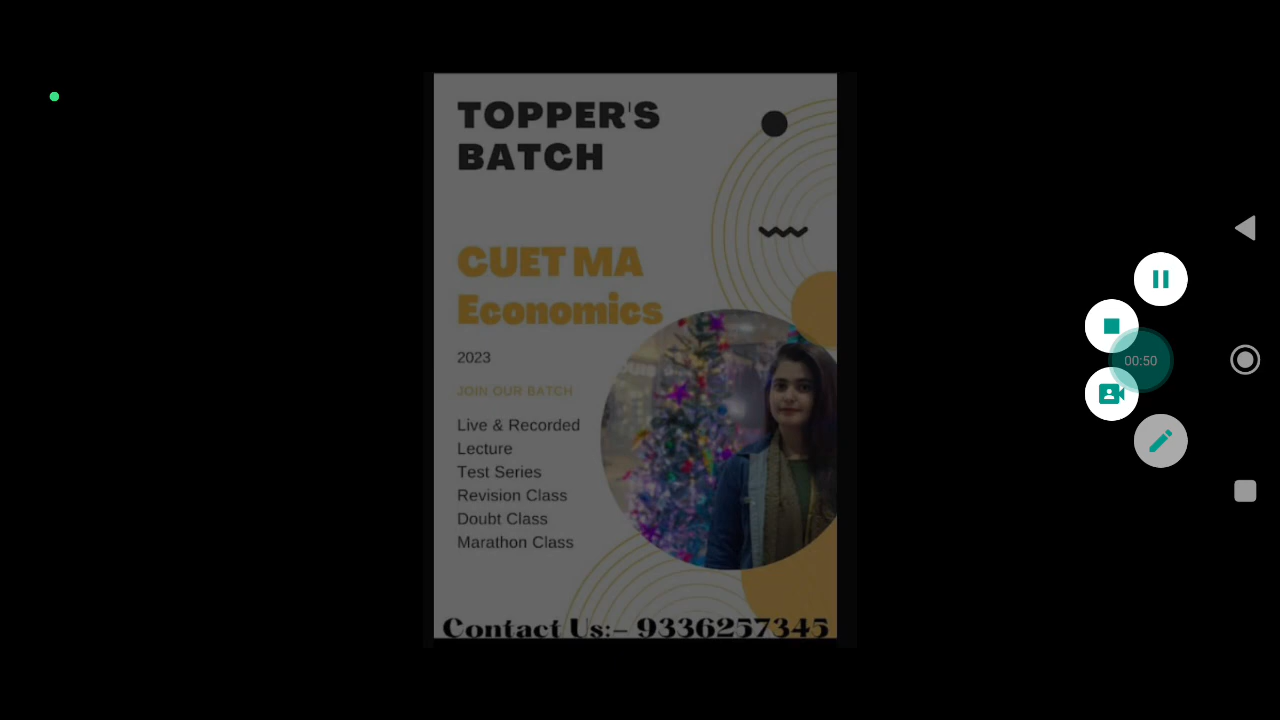 TOPPER'S
BATCH
CUET MA
Economics
2023
JOIN OUR BATCH
Live & Recorded
Lecture
Test Series
Revision Class
Doubt Class
Marathon Class
Contact Us:– 9336257345
00:50